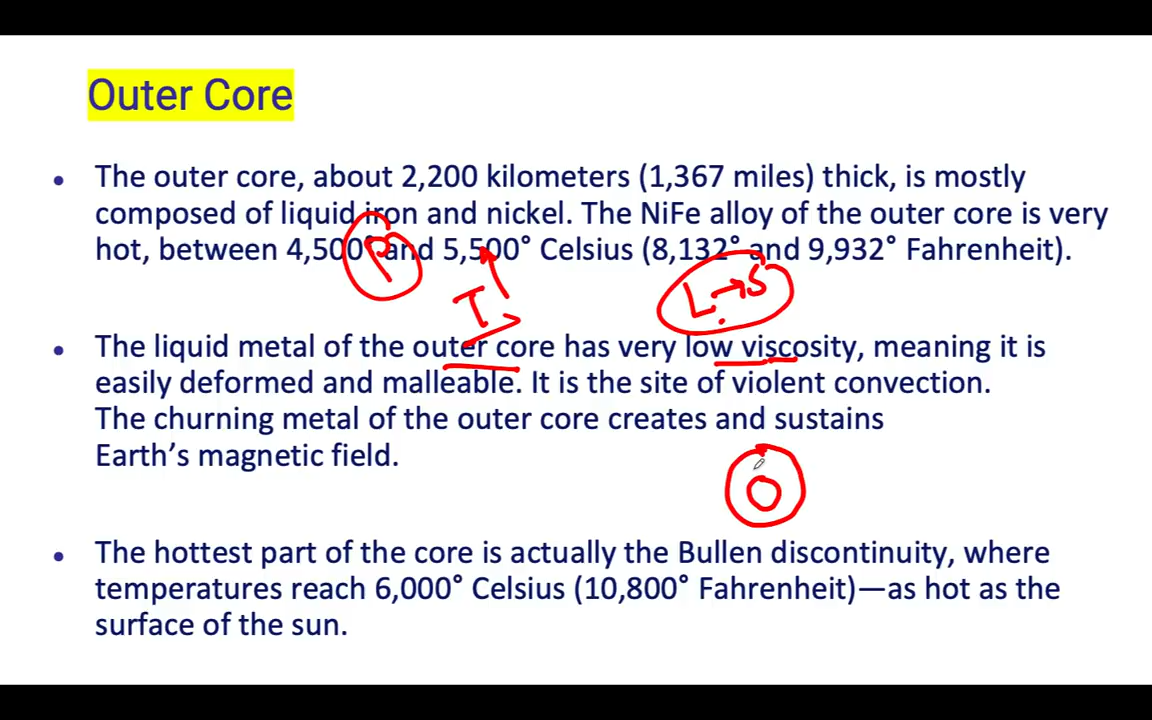 Outer Core
• The outer core, about 2,200 kilometers (1,367 miles) thick, is mostly
composed of liquid iron and nickel. The NiFe alloy of the outer core is very
hot, between 4,500° and 5,500° Celsius (8,132° and 9,932° Fahrenheit).
P
T
L → S
• The liquid metal of the outer core has very low viscosity, meaning it is
easily deformed and malleable. It is the site of violent convection.
The churning metal of the outer core creates and sustains
Earth’s magnetic field.
• The hottest part of the core is actually the Bullen discontinuity, where
temperatures reach 6,000° Celsius (10,800° Fahrenheit)—as hot as the
surface of the sun.